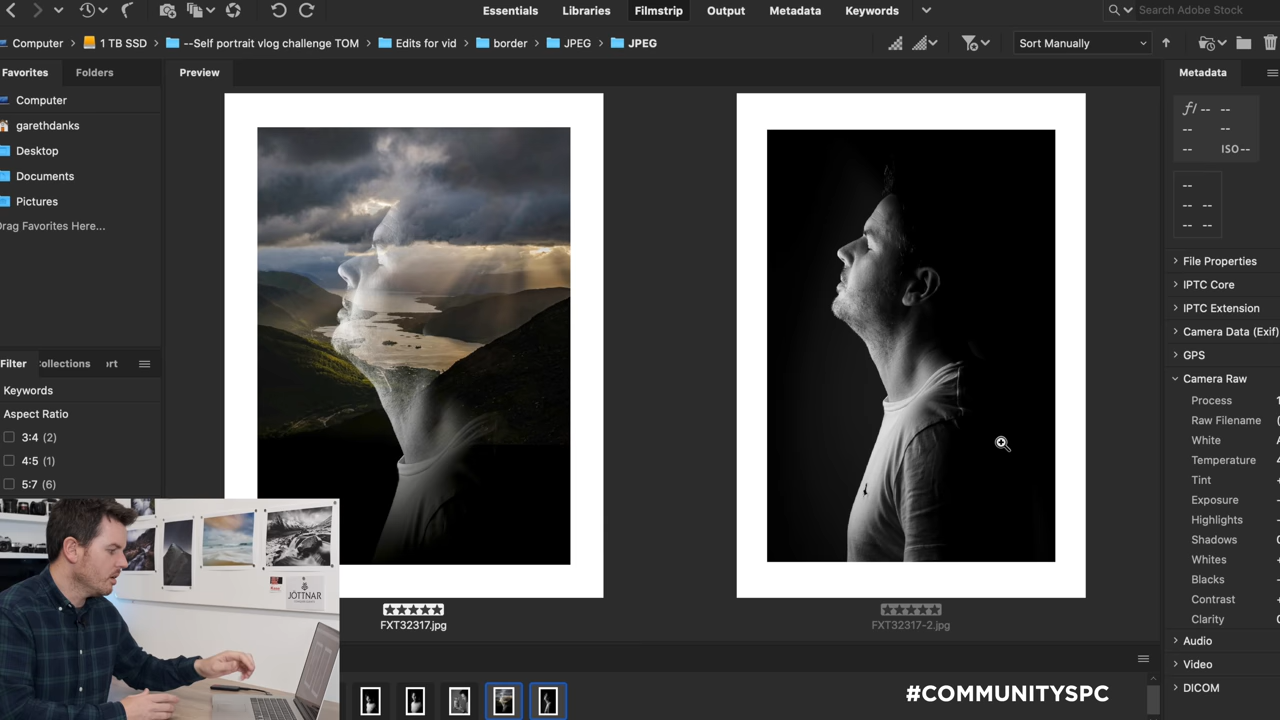 Essentials Libraries Filmstrip Output Metadata Keywords Search Adobe Stock
Computer 1 TB SSD --Self portrait vlog challenge TOM Edits for vid border JPEG JPEG Sort Manually
Favorites Folders Preview Metadata
Computer
garethdanks
Desktop
Documents
Pictures
Drag Favorites Here...
ƒ/ -- --
-- --
-- ISO --
--
-- --
-- --
File Properties
IPTC Core
IPTC Extension
Camera Data (Exif)
GPS
Camera Raw
Process
Raw Filename
White
Temperature
Tint
Exposure
Highlights
Shadows
Whites
Blacks
Contrast
Clarity
Audio
Video
DICOM
Filter
Keywords
Aspect Ratio
3:4 (2)
4:5 (1)
5:7 (6)
JÖTTNAR
FXT32317.jpg
FXT32317-2.jpg
#COMMUNITYSPC